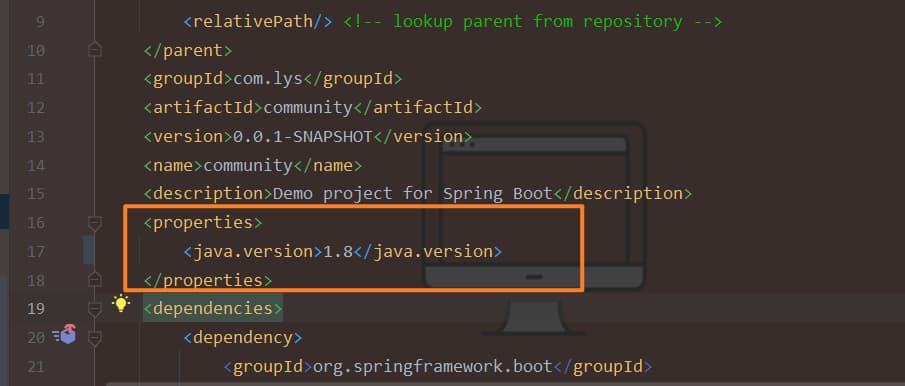 9 <relativePath/> <!-- lookup parent from repository -->
10 </parent>
11 <groupId>com.lys</groupId>
12 <artifactId>community</artifactId>
13 <version>0.0.1-SNAPSHOT</version>
14 <name>community</name>
15 <description>Demo project for Spring Boot</description>
16 <properties>
17 <java.version>1.8</java.version>
18 </properties>
19 <dependencies>
20 <dependency>
21 <groupId>org.springframework.boot</groupId>